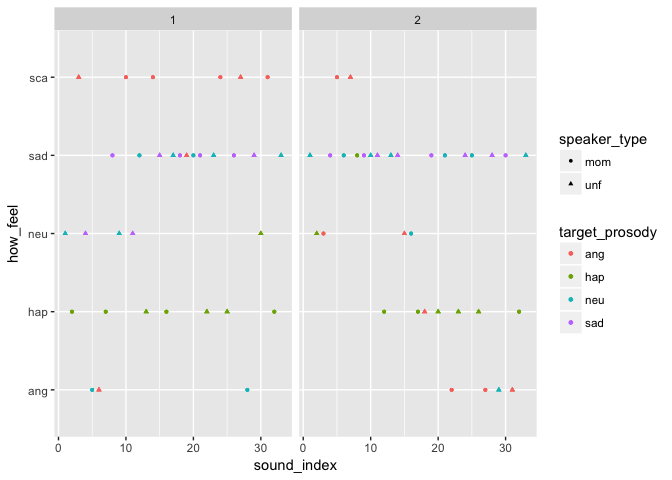 1
2
how_feel
sca
sad
neu
hap
ang
0
10
20
30
0
10
20
30
sound_index
speaker_type
mom
unf
target_prosody
ang
hap
neu
sad